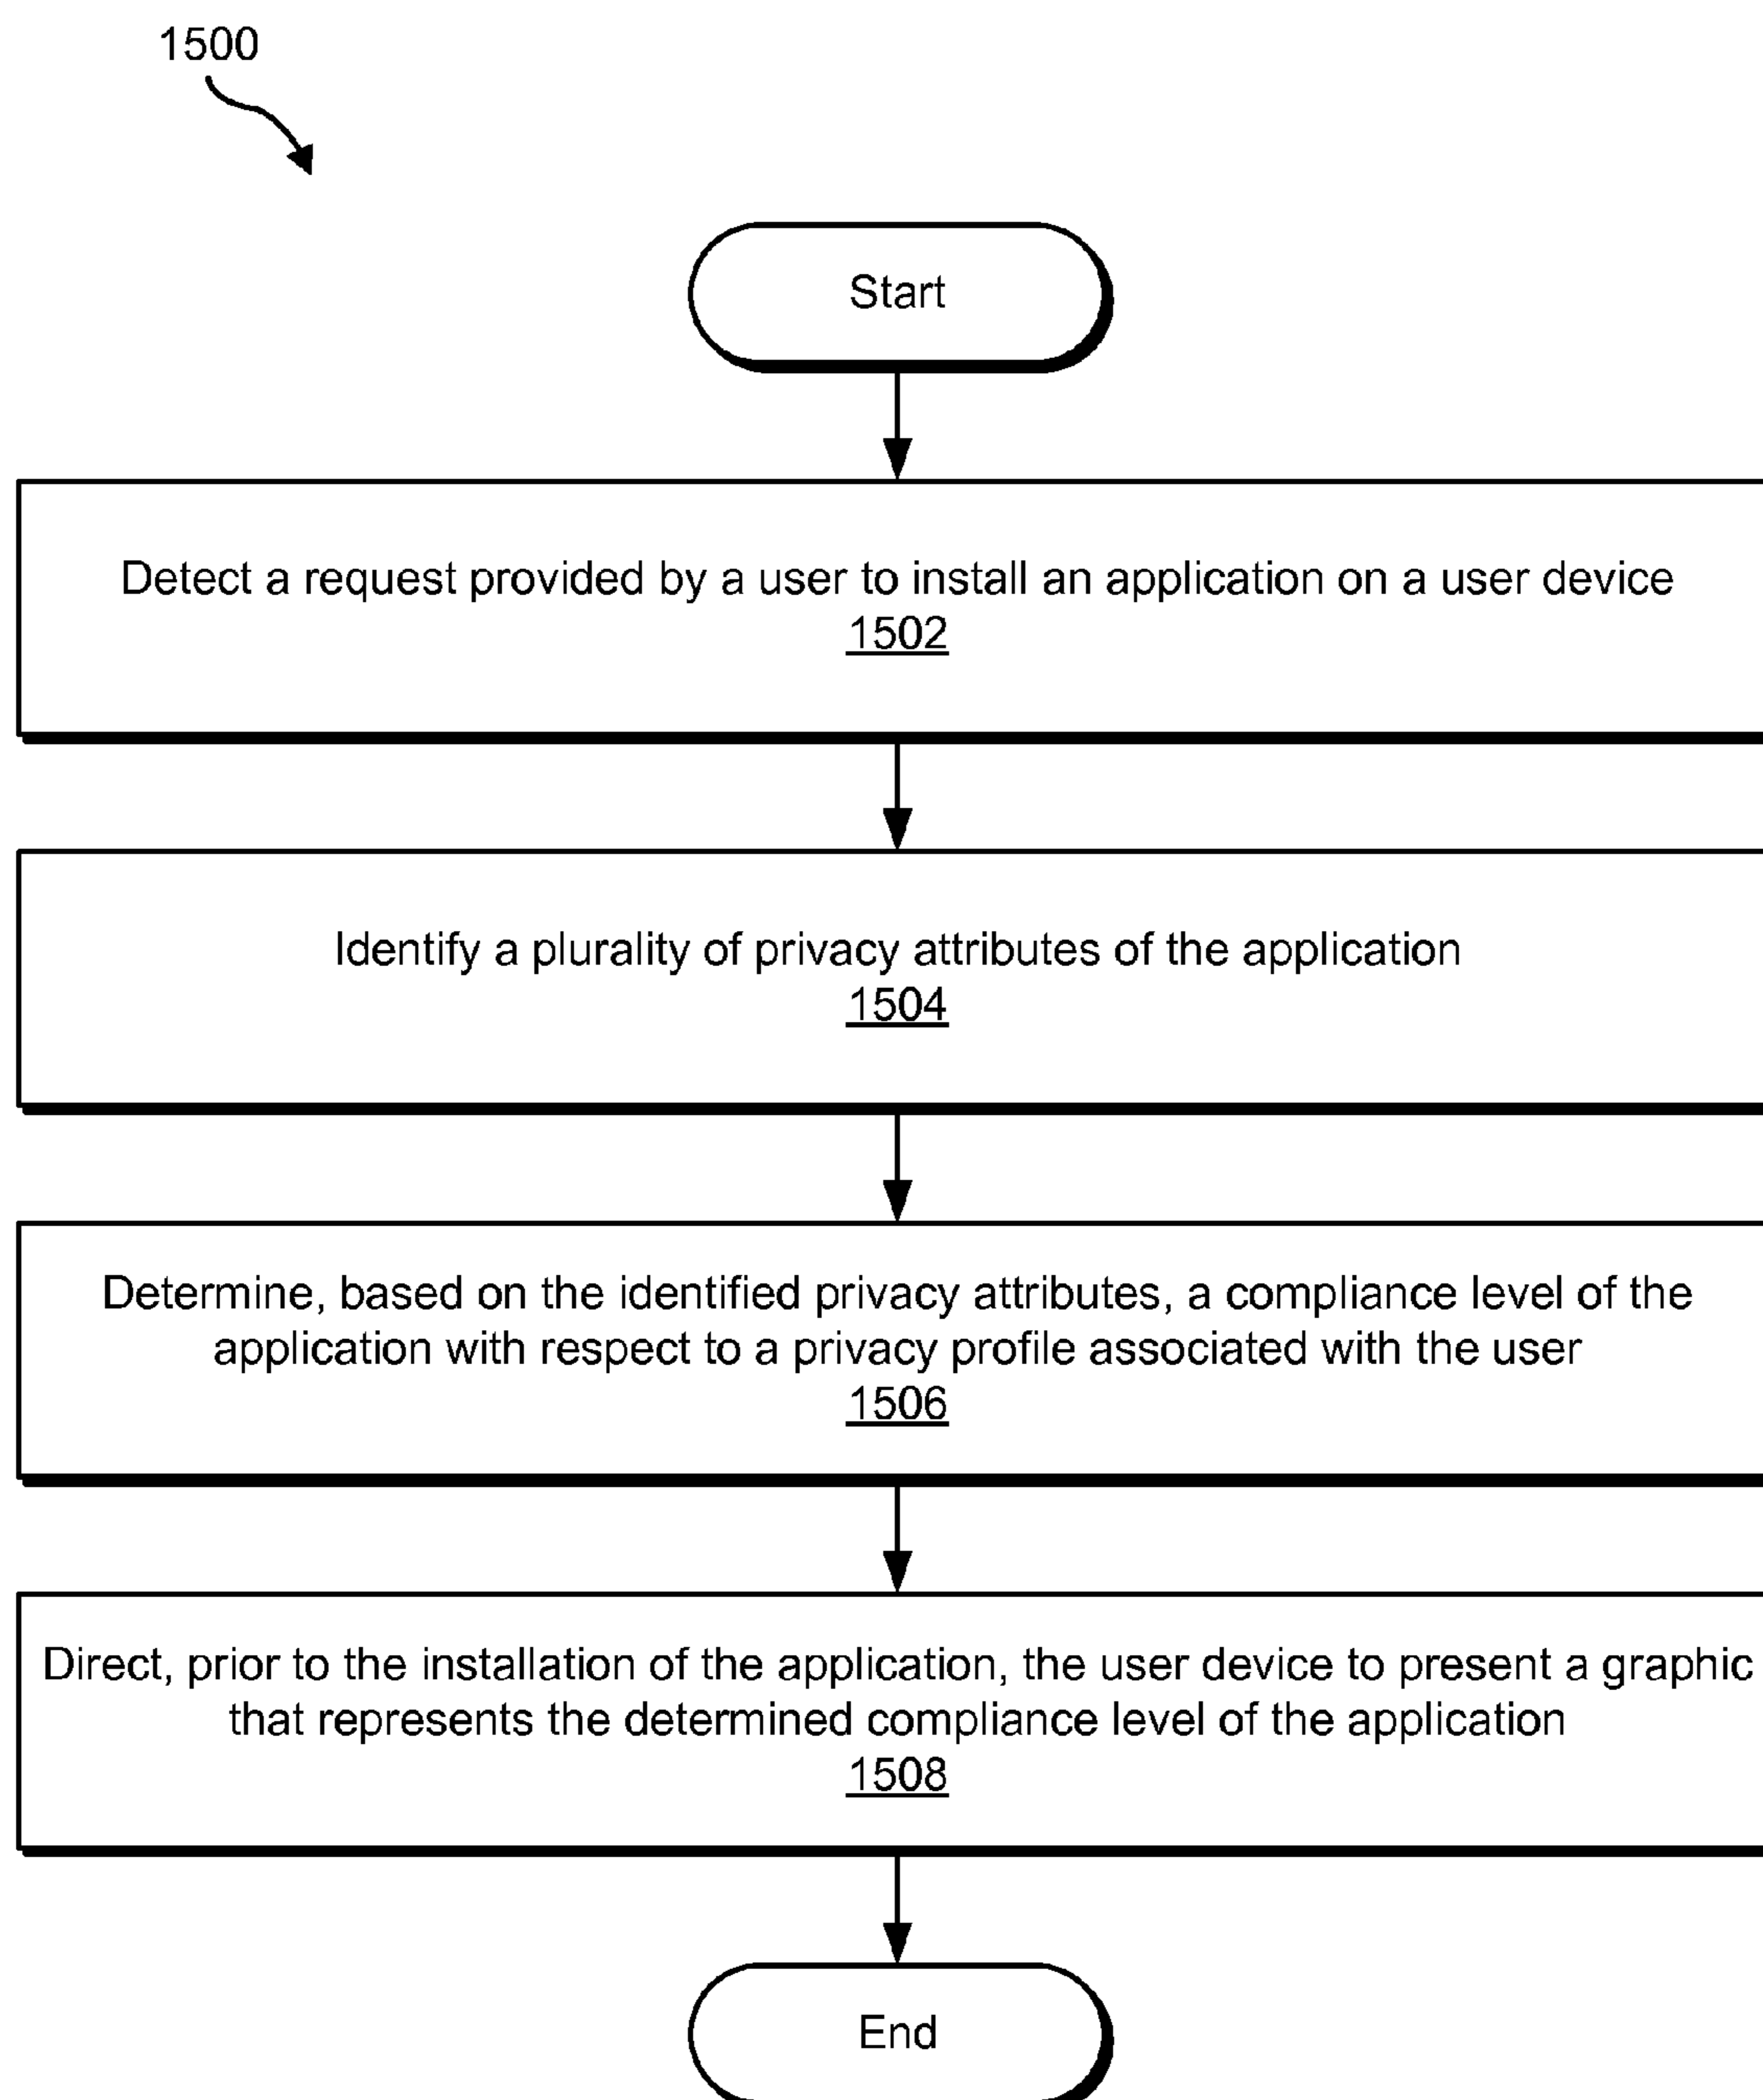 1500
Start
Detect a request provided by a user to install an application on a user device
1502
Identify a plurality of privacy attributes of the application
1504
Determine, based on the identified privacy attributes, a compliance level of the
application with respect to a privacy profile associated with the user
1506
Direct, prior to the installation of the application, the user device to present a graphic
that represents the determined compliance level of the application
1508
End